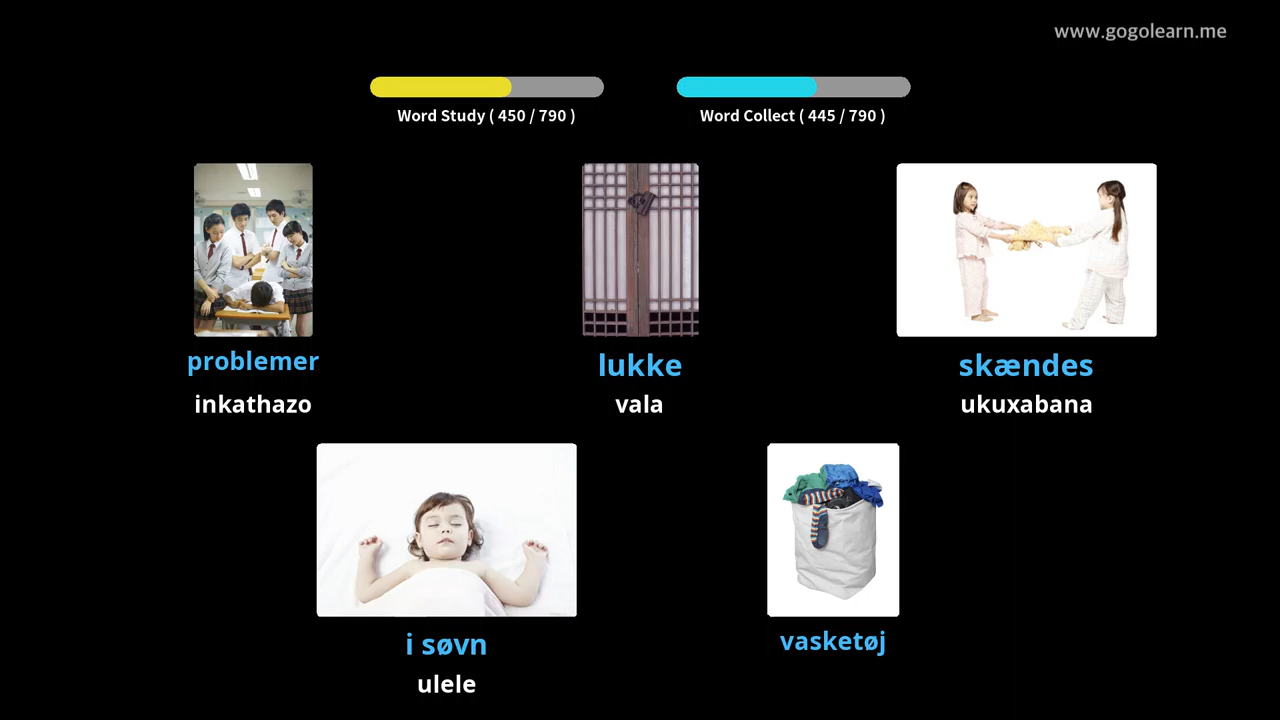 www.gogolearn.me
Word Study ( 450 / 790 )
Word Collect ( 445 / 790 )
problemer
inkathazo
lukke
vala
skændes
ukuxabana
i søvn
ulele
vasketøj